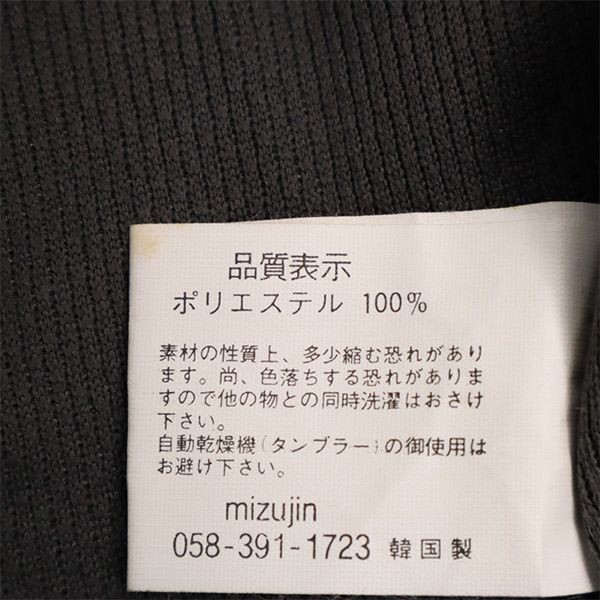 品質表示
ポリエステル 100%
素材の性質上、多少縮む恐れがあり
ます。尚、色落ちする恐れがありま
すので他の物との同時洗濯はおさけ
下さい。
自動乾燥機(タンブラー)の御使用は
お避け下さい。
mizujin
058-391-1723 韓国製